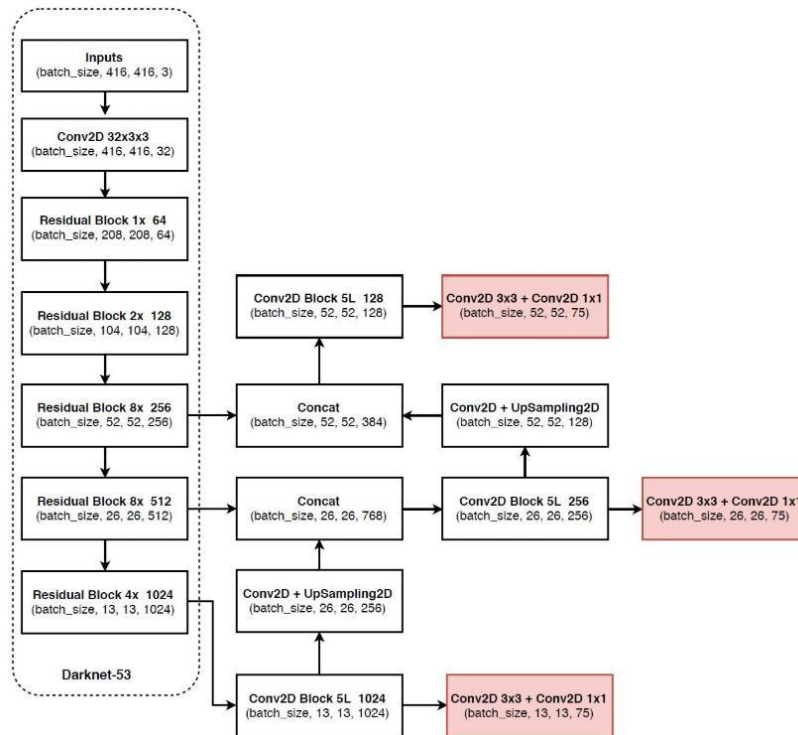 Inputs
(batch_size, 416, 416, 3)
Conv2D 32x3x3
(batch_size, 416, 416, 32)
Residual Block 1x 64
(batch_size, 208, 208, 64)
Residual Block 2x 128
(batch_size, 104, 104, 128)
Residual Block 8x 256
(batch_size, 52, 52, 256)
Residual Block 8x 512
(batch_size, 26, 26, 512)
Residual Block 4x 1024
(batch_size, 13, 13, 1024)
Darknet-53
Conv2D Block 5L 128
(batch_size, 52, 52, 128)
Conv2D 3x3 + Conv2D 1x1
(batch_size, 52, 52, 75)
Concat
(batch_size, 52, 52, 384)
Conv2D + UpSampling2D
(batch_size, 52, 52, 128)
Concat
(batch_size, 26, 26, 768)
Conv2D Block 5L 256
(batch_size, 26, 26, 256)
Conv2D 3x3 + Conv2D 1x1
(batch_size, 26, 26, 75)
Conv2D + UpSampling2D
(batch_size, 26, 26, 256)
Conv2D Block 5L 1024
(batch_size, 13, 13, 1024)
Conv2D 3x3 + Conv2D 1x1
(batch_size, 13, 13, 75)